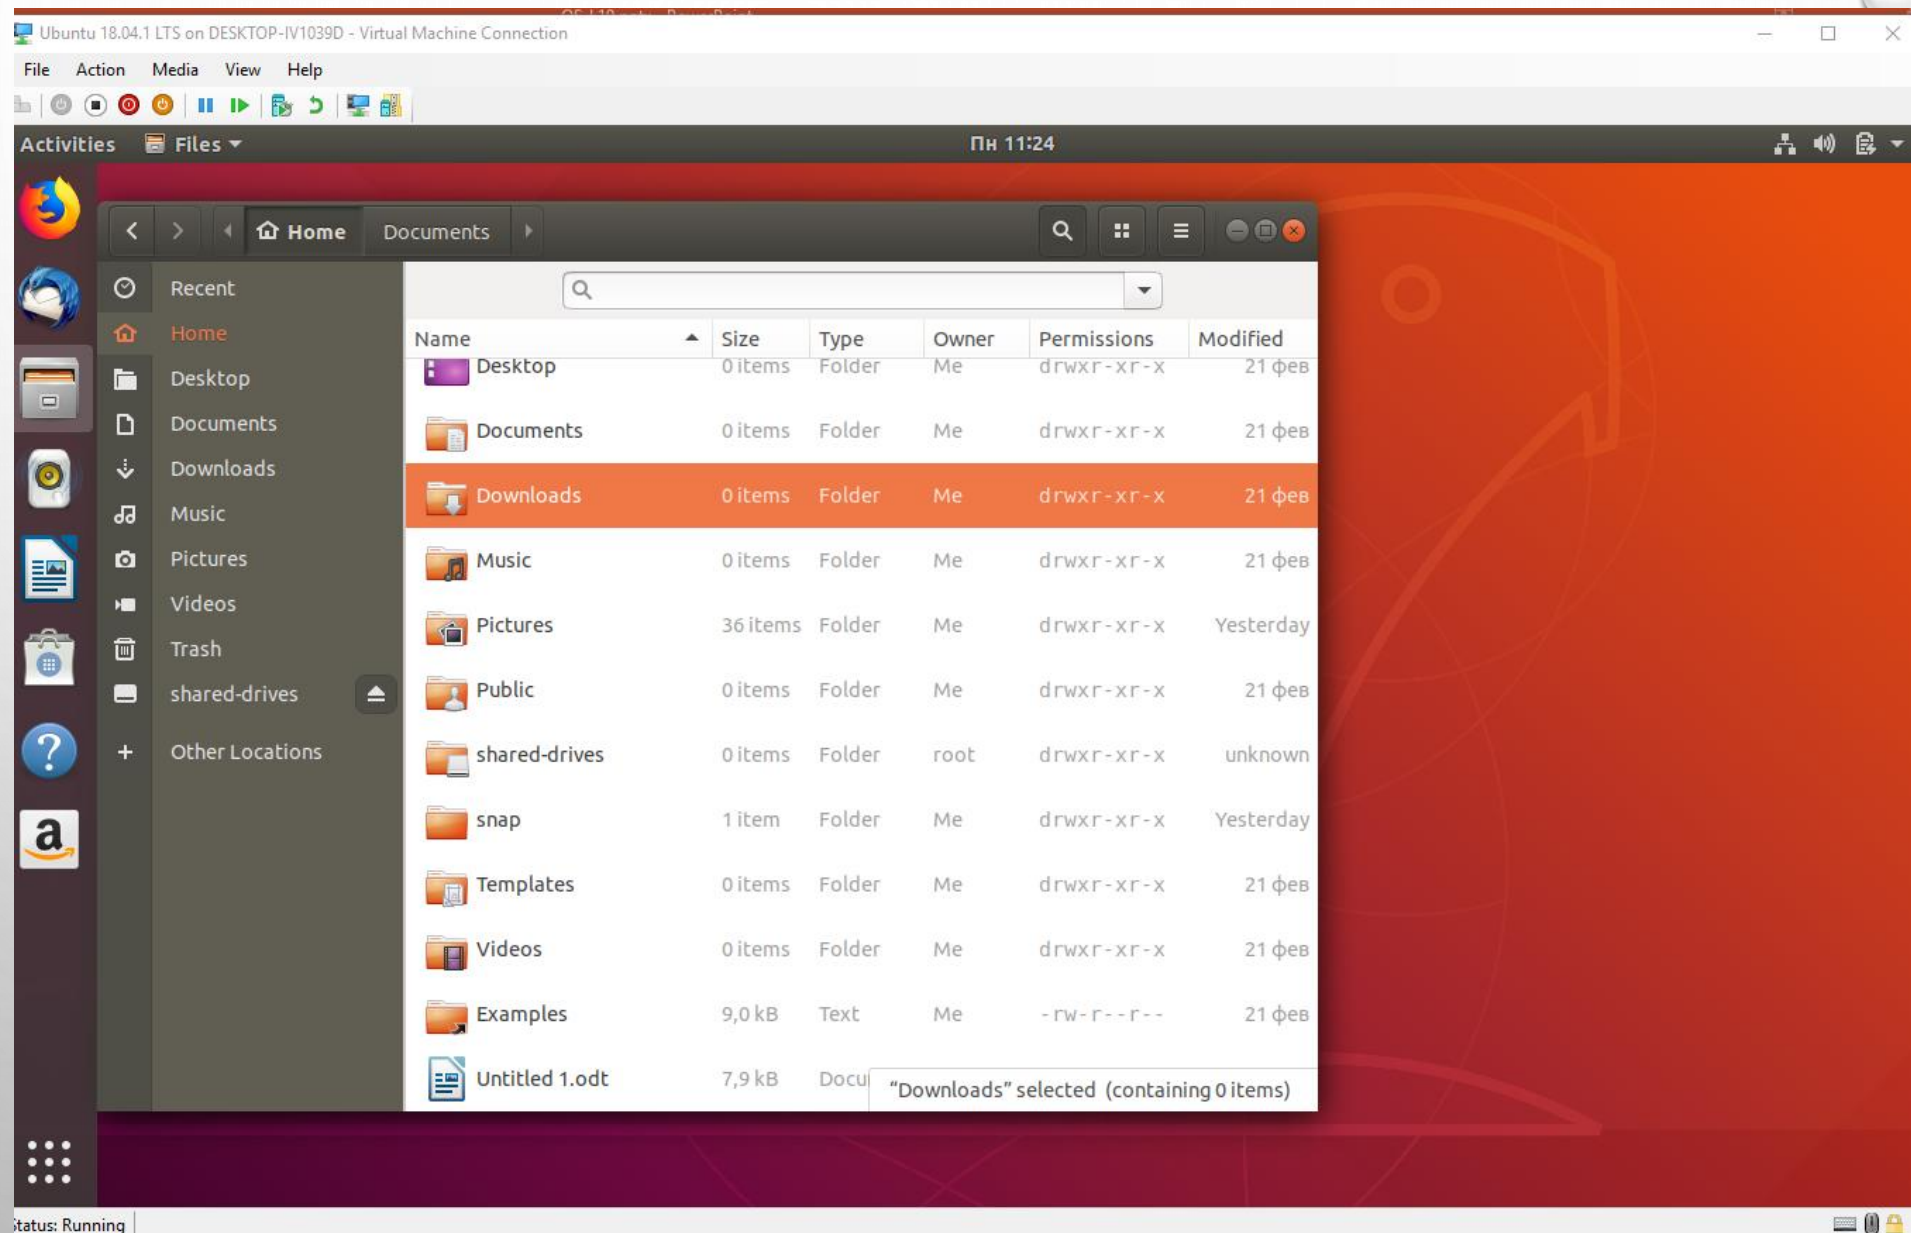 Ubuntu 18.04.1 LTS on DESKTOP-IV1039D - Virtual Machine Connection
File Action Media View Help
Activities Files Пн 11:24
Home Documents
Recent
Home
Desktop
Documents
Downloads
Music
Pictures
Videos
Trash
shared-drives
Other Locations
Name Size Type Owner Permissions Modified
Desktop 0 items Folder Me drwxr-xr-x 21 фев
Documents 0 items Folder Me drwxr-xr-x 21 фев
Downloads 0 items Folder Me drwxr-xr-x 21 фев
Music 0 items Folder Me drwxr-xr-x 21 фев
Pictures 36 items Folder Me drwxr-xr-x Yesterday
Public 0 items Folder Me drwxr-xr-x 21 фев
shared-drives 0 items Folder root drwxr-xr-x unknown
snap 1 item Folder Me drwxr-xr-x Yesterday
Templates 0 items Folder Me drwxr-xr-x 21 фев
Videos 0 items Folder Me drwxr-xr-x 21 фев
Examples 9,0 kB Text Me -rw-r--r-- 21 фев
Untitled 1.odt 7,9 kB Docu
“Downloads” selected (containing 0 items)
a
Status: Running